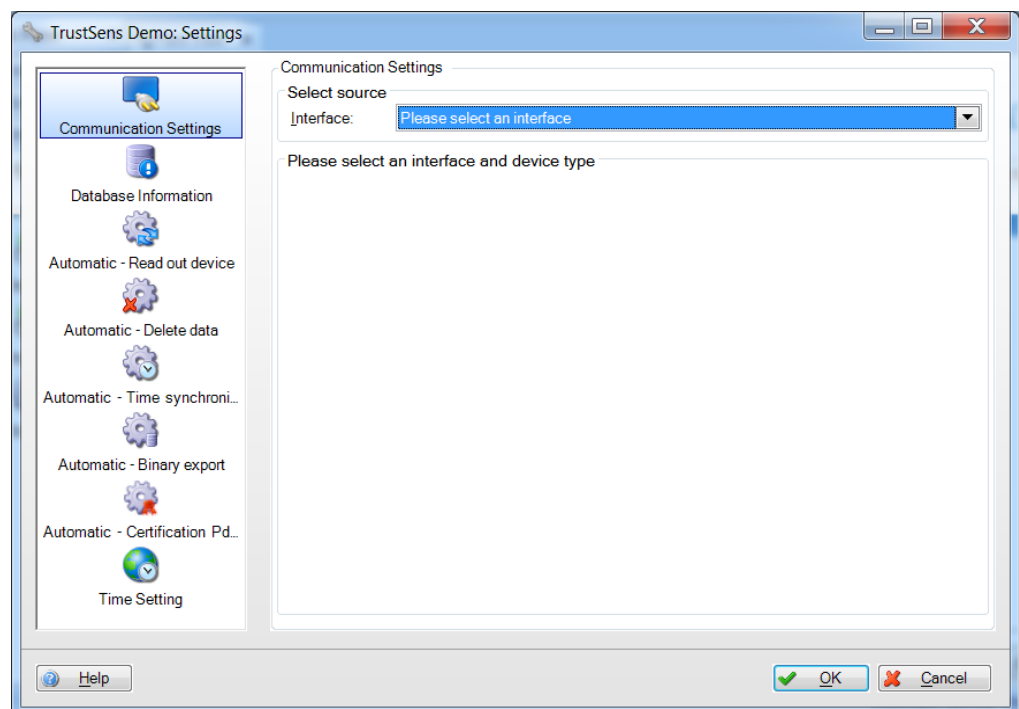 TrustSens Demo: Settings
Communication Settings
Database Information
Automatic - Read out device
Automatic - Delete data
Automatic - Time synchroni...
Automatic - Binary export
Automatic - Certification Pd...
Time Setting
Communication Settings
Select source
Interface: Please select an interface
Please select an interface and device type
Help
OK
Cancel